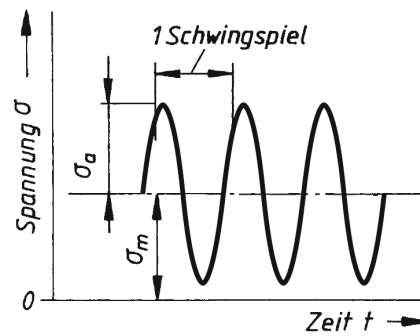 1 Schwingspiel
Spannung σ
σa
σm
0
Zeit t